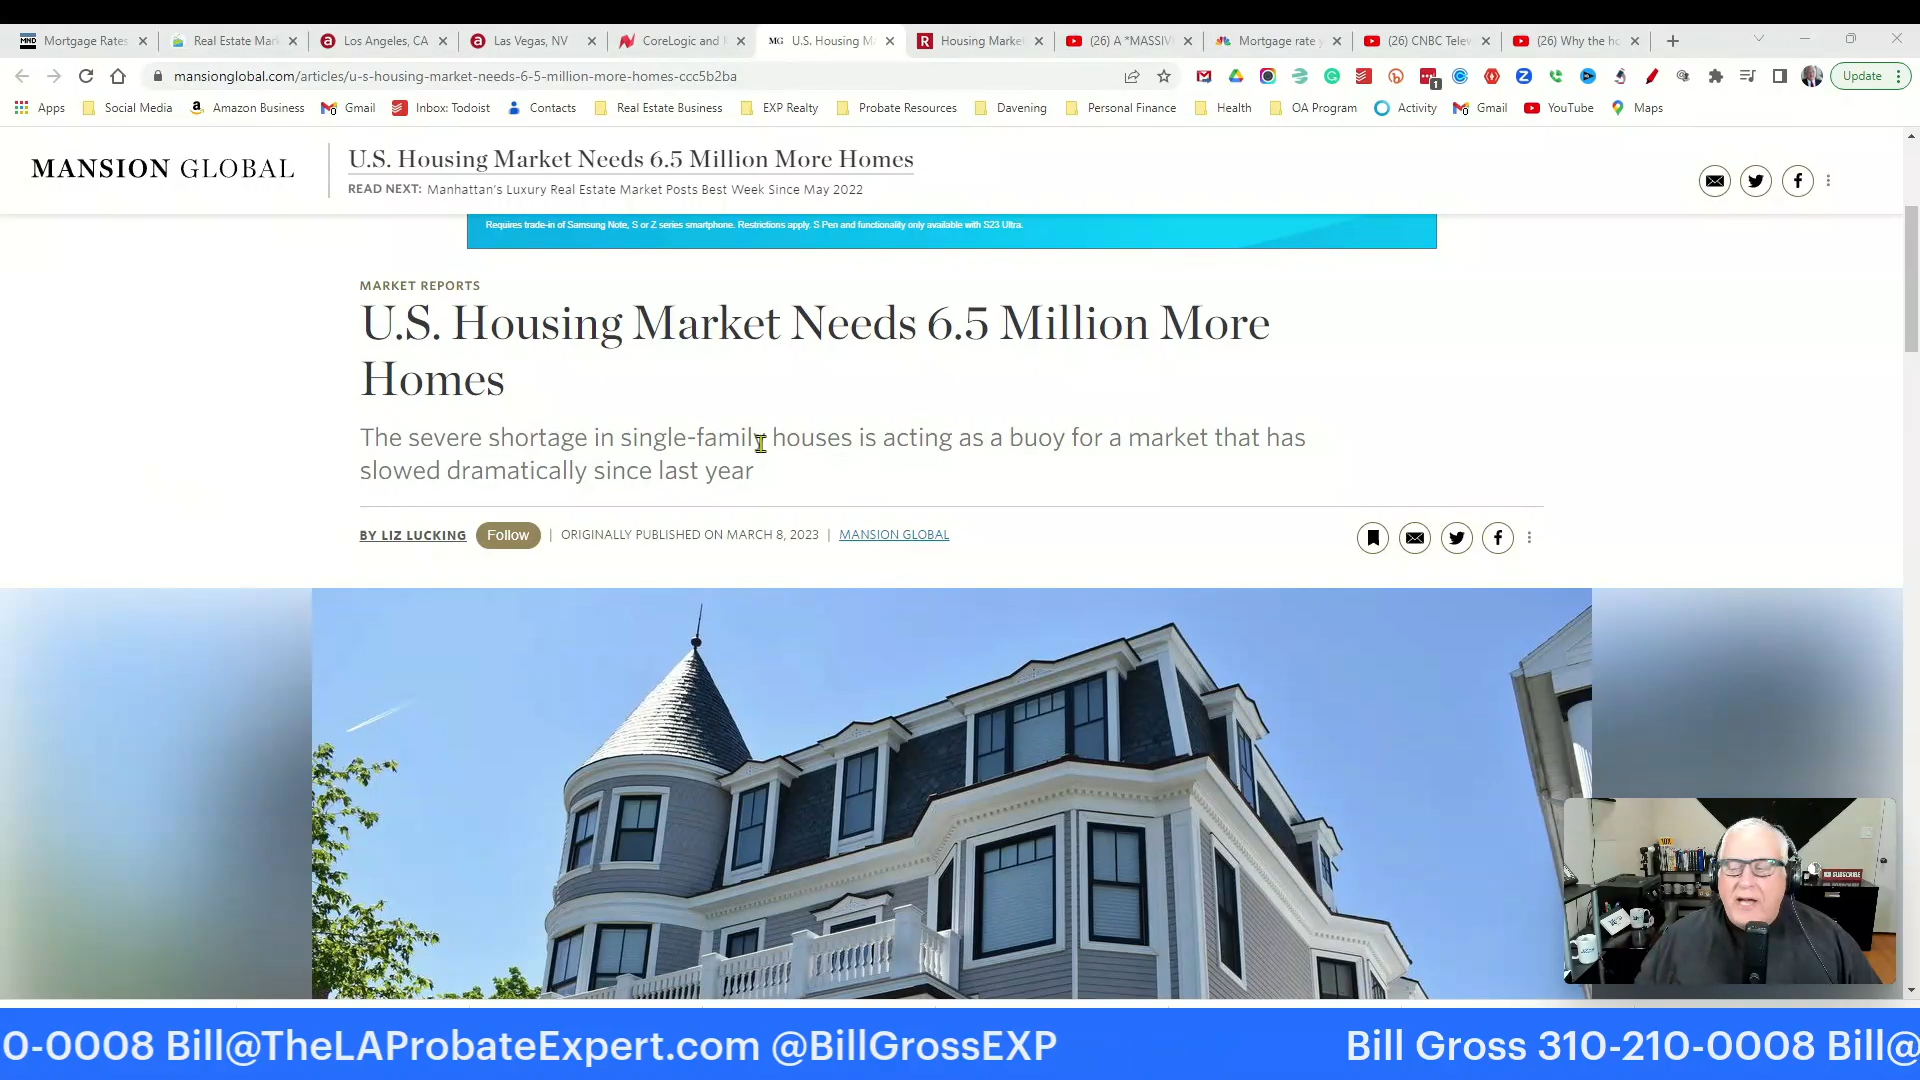 MND Mortgage Rates
Real Estate Mar
Los Angeles, CA
Las Vegas, NV
CoreLogic and
MG U.S. Housing M
R Housing Market
(26) A *MASSIV
Mortgage rate
(26) CNBC Telev
(26) Why the ho
mansionglobal.com/articles/u-s-housing-market-needs-6-5-million-more-homes-ccc5b2ba
1
Update
Apps
Social Media
Amazon Business
Gmail
Inbox: Todoist
Contacts
Real Estate Business
EXP Realty
Probate Resources
Davening
Personal Finance
Health
OA Program
Activity
Gmail
YouTube
Maps
MANSION GLOBAL
U.S. Housing Market Needs 6.5 Million More Homes
READ NEXT: Manhattan's Luxury Real Estate Market Posts Best Week Since May 2022
Requires trade-in of Samsung Note, S or Z series smartphone. Restrictions apply. S Pen and functionality only available with S23 Ultra.
MARKET REPORTS
U.S. Housing Market Needs 6.5 Million More
Homes
The severe shortage in single-family houses is acting as a buoy for a market that has
slowed dramatically since last year
BY LIZ LUCKING Follow | ORIGINALLY PUBLISHED ON MARCH 8, 2023 | MANSION GLOBAL
SUBSCRIBE
0-0008 Bill@TheLAProbateExpert.com @BillGrossEXP
Bill Gross 310-210-0008 Bill@